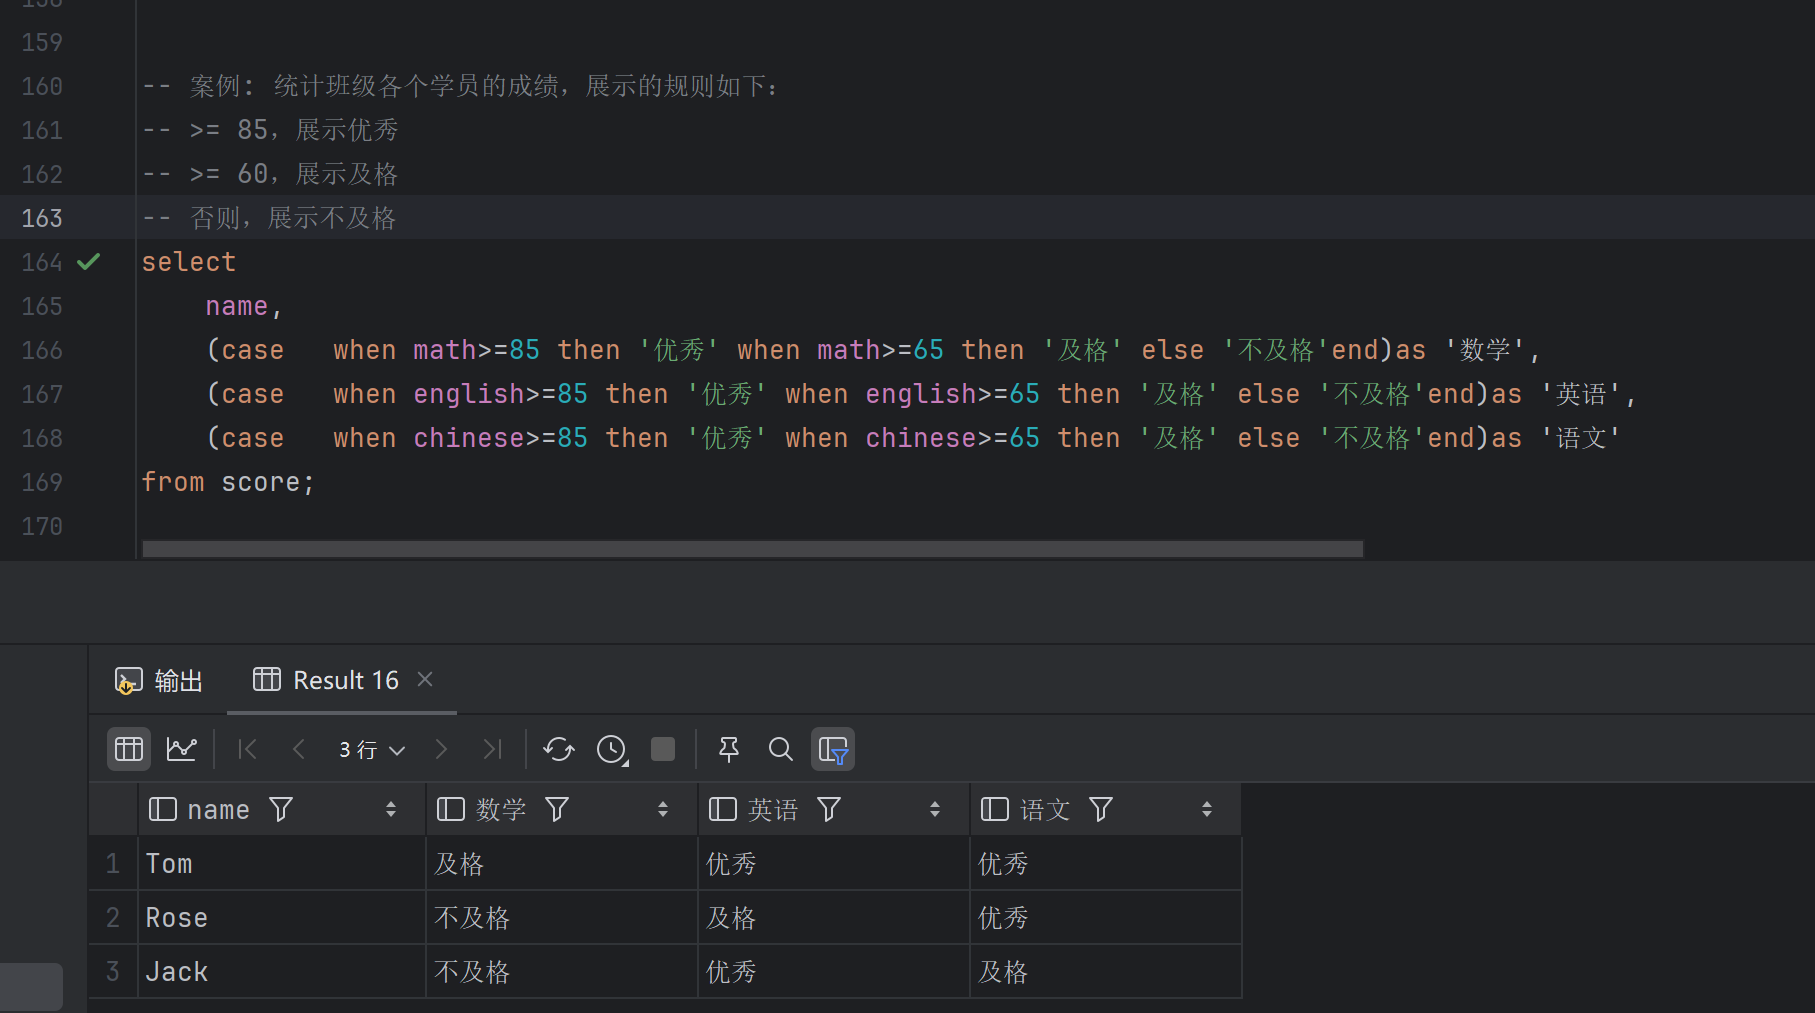 158
159
160 -- 案例: 统计班级各个学员的成绩，展示的规则如下:
161 -- >= 85，展示优秀
162 -- >= 60，展示及格
163 -- 否则，展示不及格
164 select
165 name,
166 (case   when math>=85 then '优秀' when math>=65 then '及格' else '不及格'end)as '数学',
167 (case   when english>=85 then '优秀' when english>=65 then '及格' else '不及格'end)as '英语',
168 (case   when chinese>=85 then '优秀' when chinese>=65 then '及格' else '不及格'end)as '语文'
169 from score;
170
输出 Result 16
3 行
name 数学 英语 语文
1 Tom 及格 优秀 优秀
2 Rose 不及格 及格 优秀
3 Jack 不及格 优秀 及格